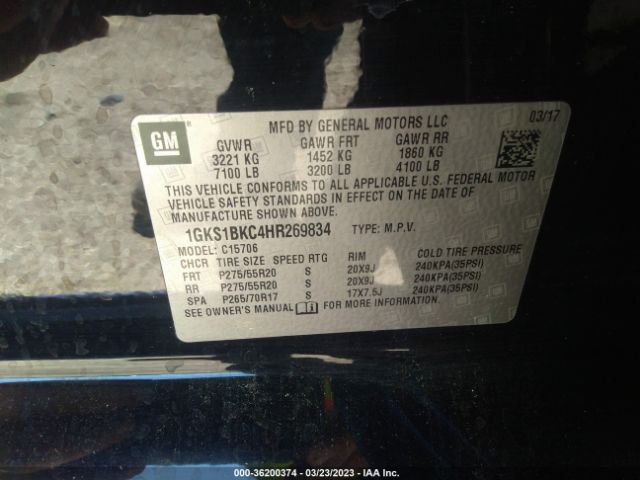 GM
MFD BY GENERAL MOTORS LLC 03/17
GVWR GAWR FRT GAWR RR
3221 KG 1452 KG 1860 KG
7100 LB 3200 LB 4100 LB
THIS VEHICLE CONFORMS TO ALL APPLICABLE U.S. FEDERAL MOTOR
VEHICLE SAFETY STANDARDS IN EFFECT ON THE DATE OF
MANUFACTURE SHOWN ABOVE.
1GKS1BKC4HR269834 TYPE: M.P.V.
MODEL: C15706
CHCR TIRE SIZE SPEED RTG RIM COLD TIRE PRESSURE
FRT P275/55R20 S 20X9J 240KPA(35PSI)
RR P275/55R20 S 20X9J 240KPA(35PSI)
SPA P265/70R17 S 17X7.5J 240KPA(35PSI)
SEE OWNER'S MANUAL FOR MORE INFORMATION.
000-36200374 - 03/23/2023 - IAA Inc.